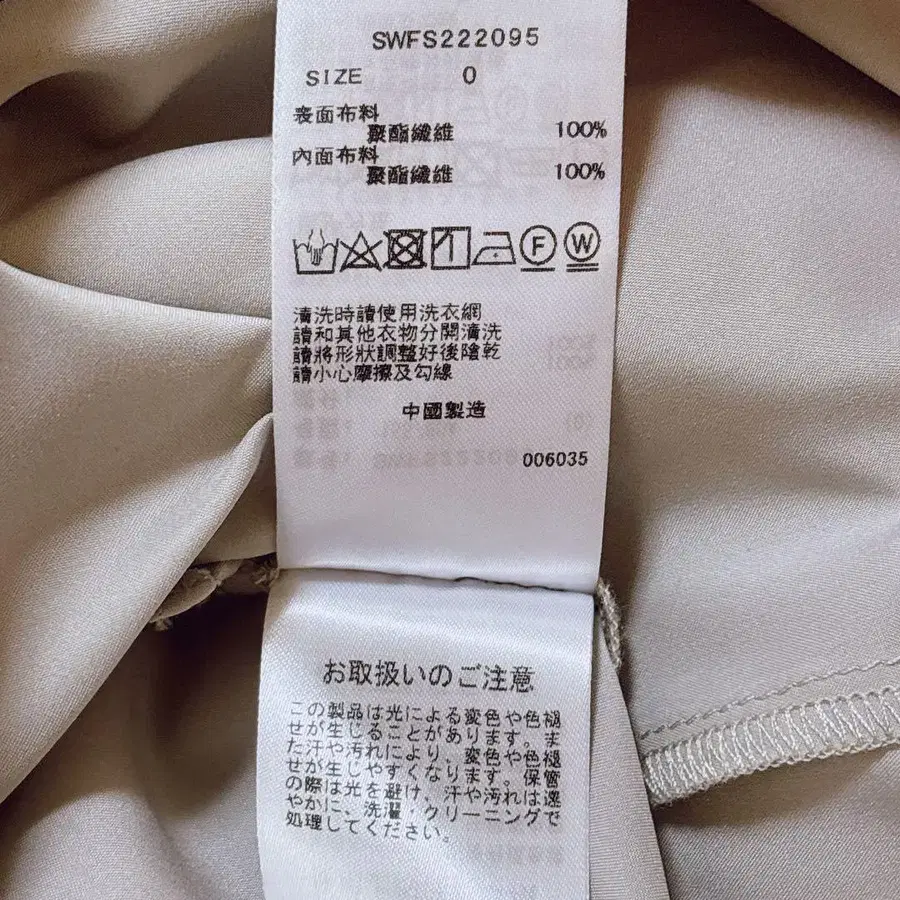 SWFS222095
SIZE 0
表面布料
聚酯纖維 100%
內面布料
聚酯纖維 100%
F W
清洗時請使用洗衣網
請和其他衣物分開清洗
請將形狀調整好後陰乾
請小心摩擦及勾線
中國製造
006035
お取扱いのご注意
この製品は光による変色や色褪
せが生じることがあります。ま
た汗や汚れにより、変色や色褪
せが生じやすくなります。保管
の際は光を避け、汗や汚れは速
やかに、洗濯・クリーニングで
処理してください。